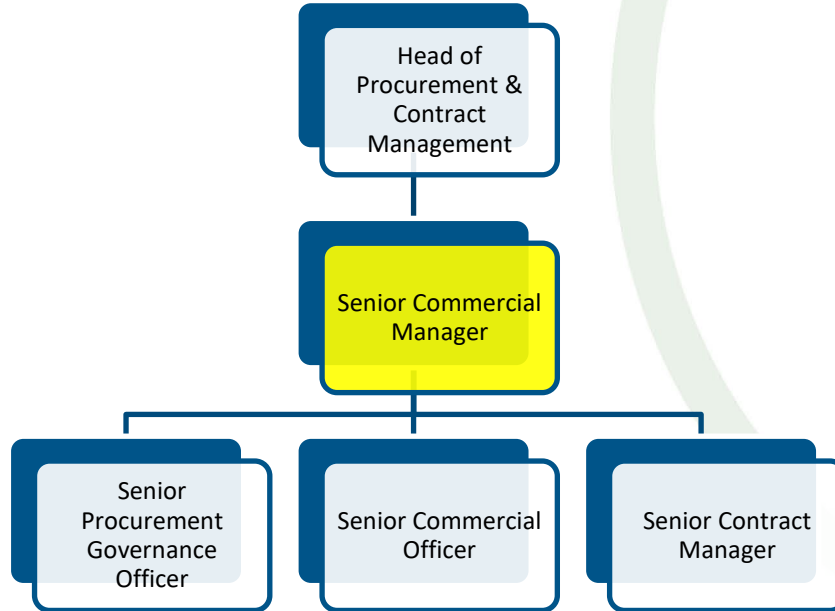 Head of
Procurement &
Contract
Management
Senior Commercial
Manager
Senior
Procurement
Governance
Officer
Senior Commercial
Officer
Senior Contract
Manager